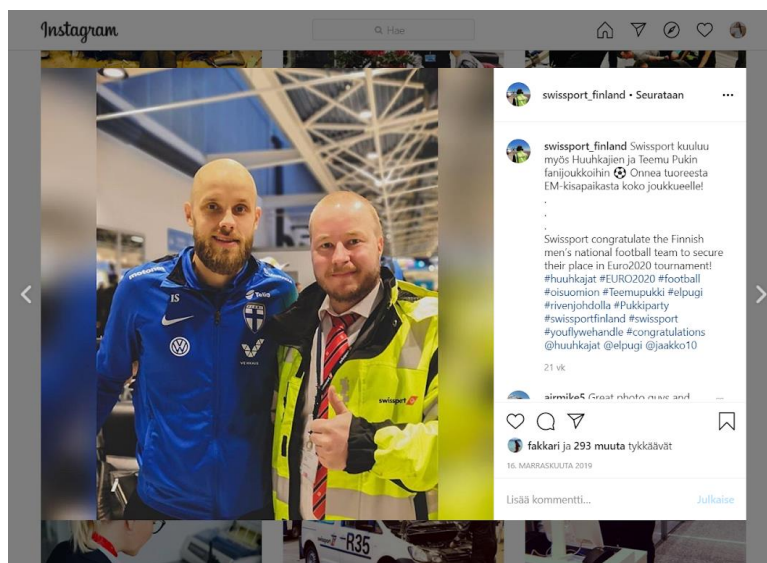 Instagram
Hae
swissport_finland • Seurataan
swissport_finland Swissport kuuluu
myös Huuhkajien ja Teemu Pukin
fanijoukkoihin ⚽ Onnea tuoreesta
EM-kisapaikasta koko joukkueelle!
.
.
.
Swissport congratulate the Finnish
men's national football team to secure
their place in Euro2020 tournament!
#huuhkajat #EURO2020 #football
#oisuomion #Teemupukki #elpugi
#rivenjohdolla #Pukkiparty
#swissportfinland #swissport
#youflywehandle #congratulations
@huuhkajat @elpugi @jaakko10
21 vk
airmike5 Great photo guys and
fakkari ja 293 muuta tykkäävät
16. MARRASKUUTA 2019
Lisää kommentti...
Julkaise
Telia
JS
swissport
R35